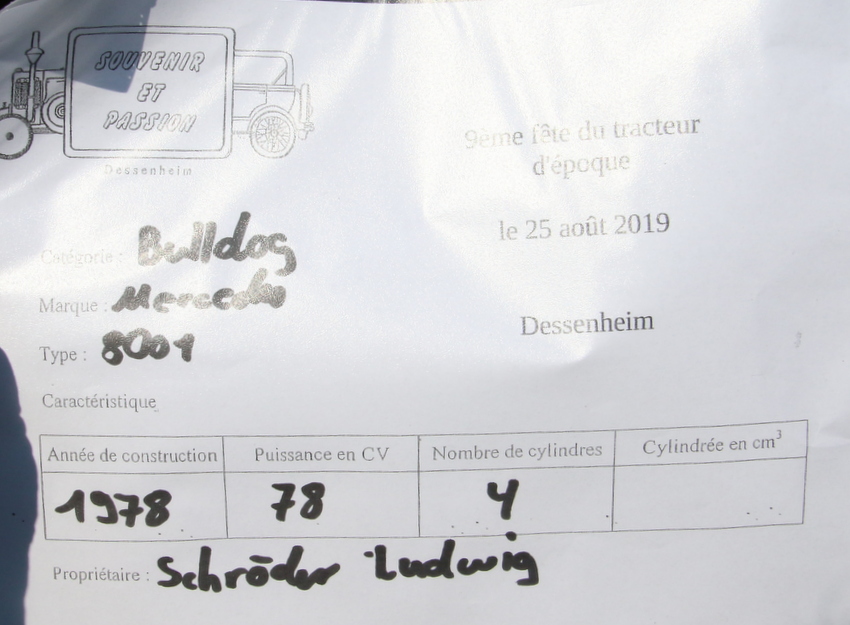 SOUVENIR
ET
PASSION
Dessenheim
9ème fête du tracteur
d'époque
le 25 août 2019
Dessenheim
Catégorie : Bulldog
Marque : Mercedes
Type : 8001
Caractéristique
Année de construction Puissance en CV Nombre de cylindres Cylindrée en cm³
1978 78 4
Propriétaire : Schröder Ludwig